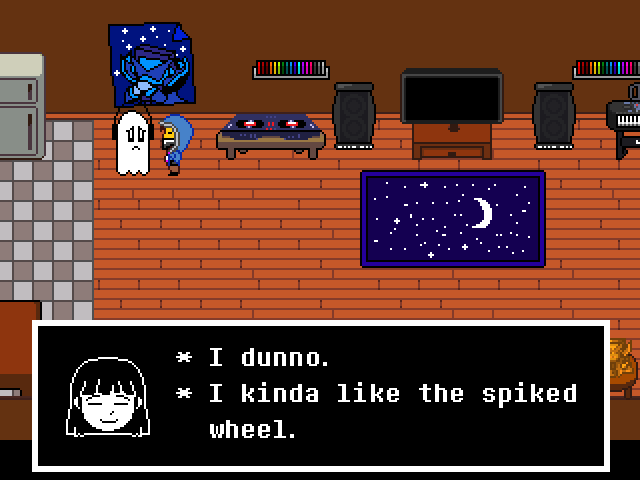 * I dunno.
* I kinda like the spiked
wheel.